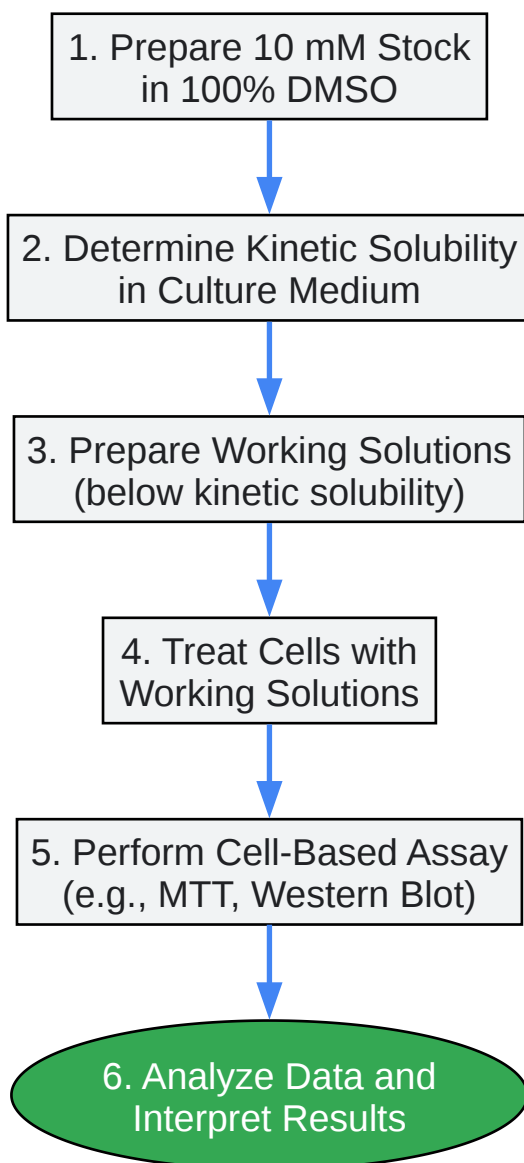 1. Prepare 10 mM Stock
in 100% DMSO
2. Determine Kinetic Solubility
in Culture Medium
3. Prepare Working Solutions
(below kinetic solubility)
4. Treat Cells with
Working Solutions
5. Perform Cell-Based Assay
(e.g., MTT, Western Blot)
6. Analyze Data and
Interpret Results